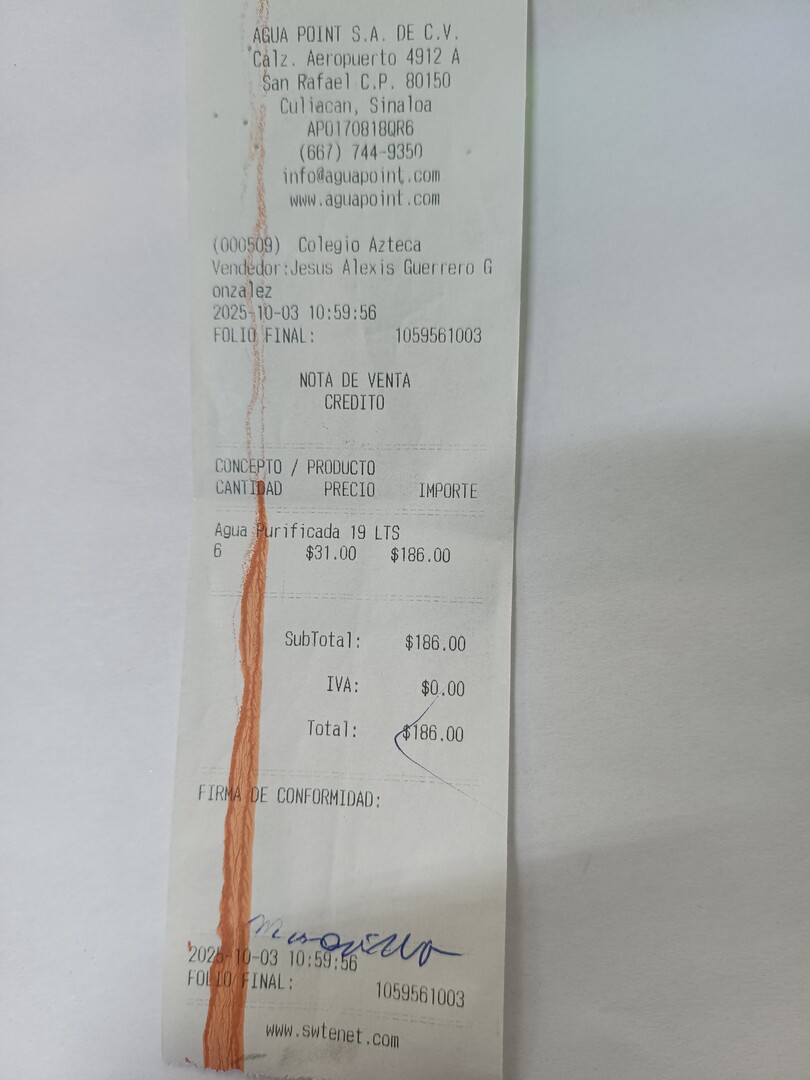 AGUA POINT S.A. DE C.V.
Calz. Aeropuerto 4912 A
San Rafael C.P. 80150
Culiacan, Sinaloa
APO170818QR6
(667) 744-9350
info@aguapoint.com
www.aguapoint.com
(000509) Colegio Azteca
Vendedor:Jesus Alexis Guerrero G
onzalez
2025-10-03 10:59:56
FOLIO FINAL: 1059561003
NOTA DE VENTA
CREDITO
CONCEPTO / PRODUCTO
CANTIDAD PRECIO IMPORTE
Agua Purificada 19 LTS
6 $31.00 $186.00
SubTotal: $186.00
IVA: $0.00
Total: $186.00
FIRMA DE CONFORMIDAD:
2025-10-03 10:59:56
FOLIO FINAL: 1059561003
www.swtenet.com